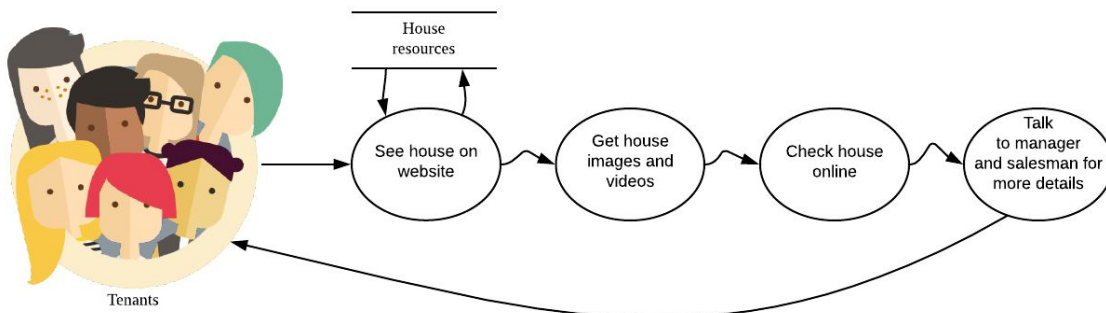 House
resources
See house on
website
Get house
images and
videos
Check house
online
Talk
to manager
and salesman for
more details
Tenants